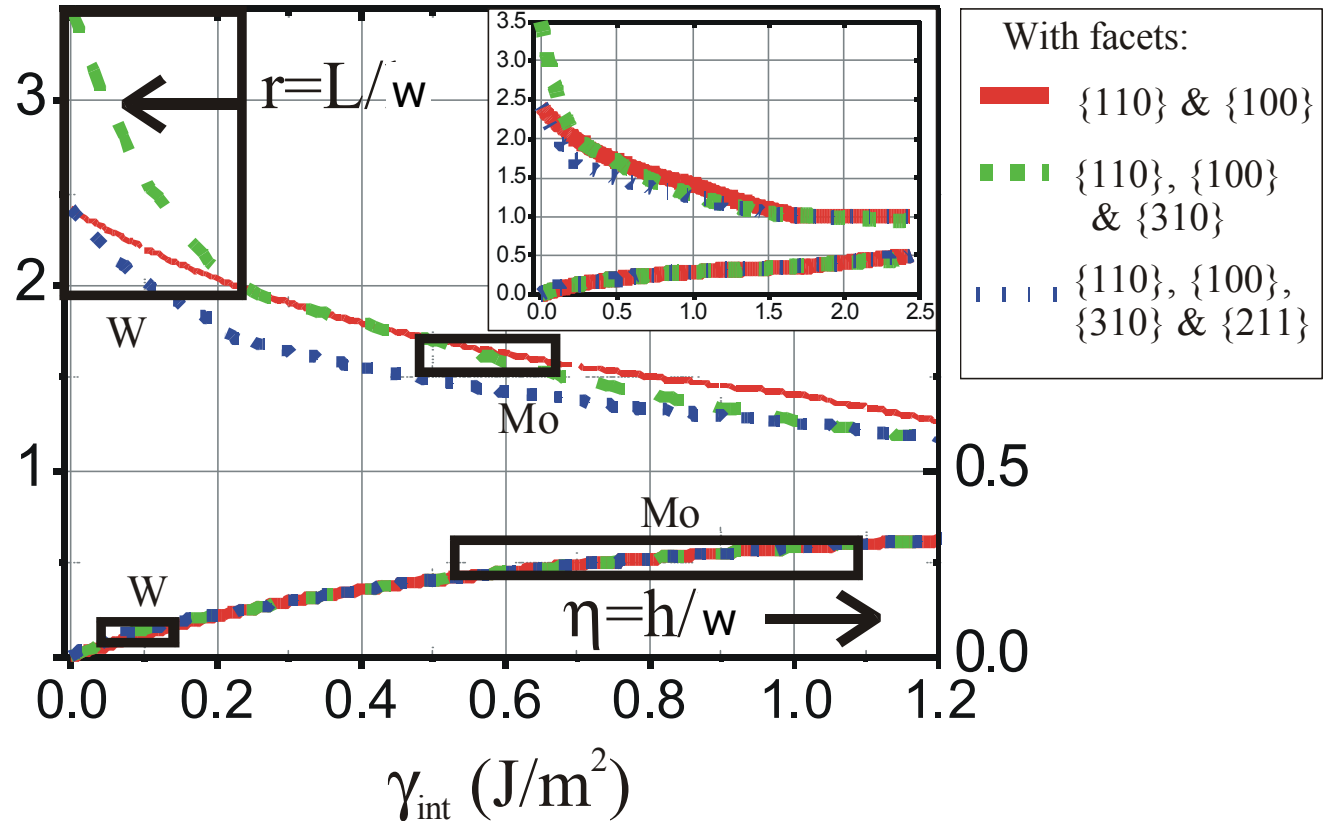 3
2
1
r=L/w
W
Mo
Mo
W
η=h/w
0.5
0.0
0.0 0.2 0.4 0.6 0.8 1.0 1.2
γint (J/m²)
3.5
3.0
2.5
2.0
1.5
1.0
0.5
0.0
0.0 0.5 1.0 1.5 2.0 2.5
With facets:
{110} & {100}
{110}, {100}
& {310}
{110}, {100},
{310} & {211}